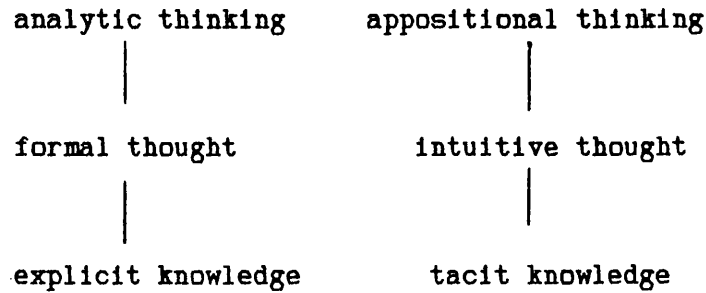 analytic thinking appositional thinking
formal thought intuitive thought
explicit knowledge tacit knowledge